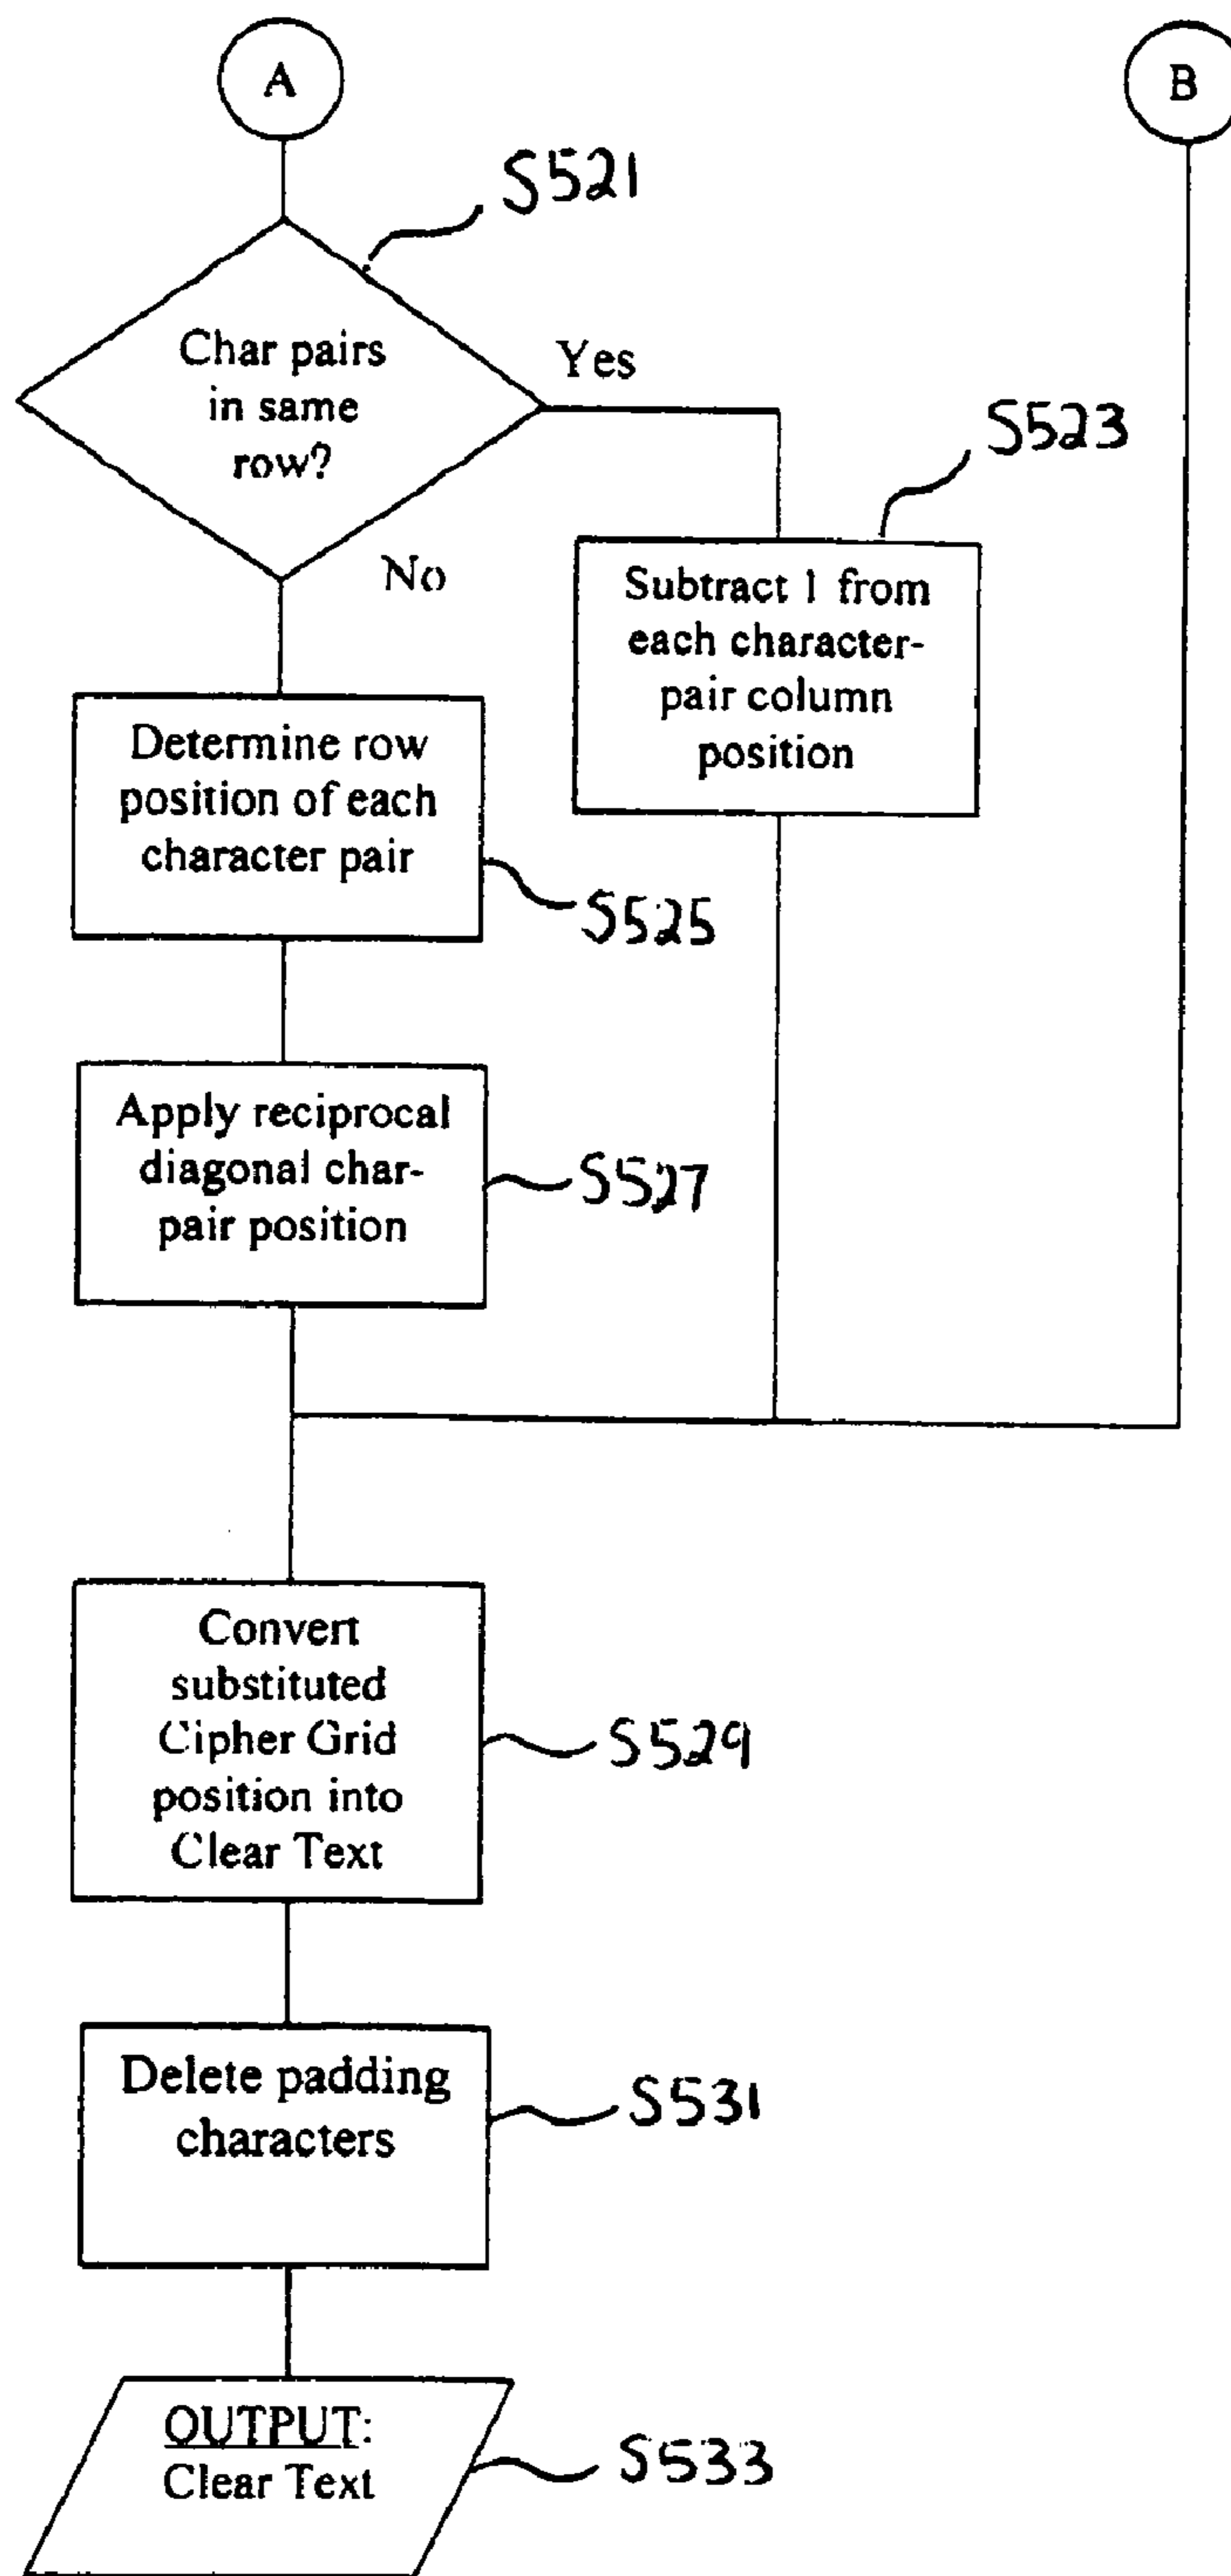 A
B
S521
Char pairs
in same
row?
Yes
No
S523
Subtract 1 from
each character-
pair column
position
Determine row
position of each
character pair
S525
Apply reciprocal
diagonal char-
pair position
S527
Convert
substituted
Cipher Grid
position into
Clear Text
S529
Delete padding
characters
S531
OUTPUT:
Clear Text
S533